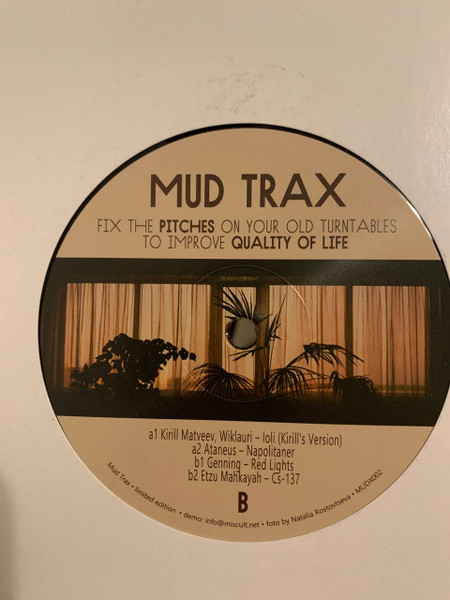 MUD TRAX
FIX THE PITCHES ON YOUR OLD TURNTABLES
TO IMPROVE QUALITY OF LIFE
a1 Kirill Matveev, Wiklauri – Ioli (Kirill's Version)
a2 Ataneus – Napolitaner
b1 Genning – Red Lights
b2 Etzu Mahkayah – Cs-137
B
Mud Trax • limited edition • demo: info@mixcult.net • foto by Natalia Rostovtseva • MUDX002